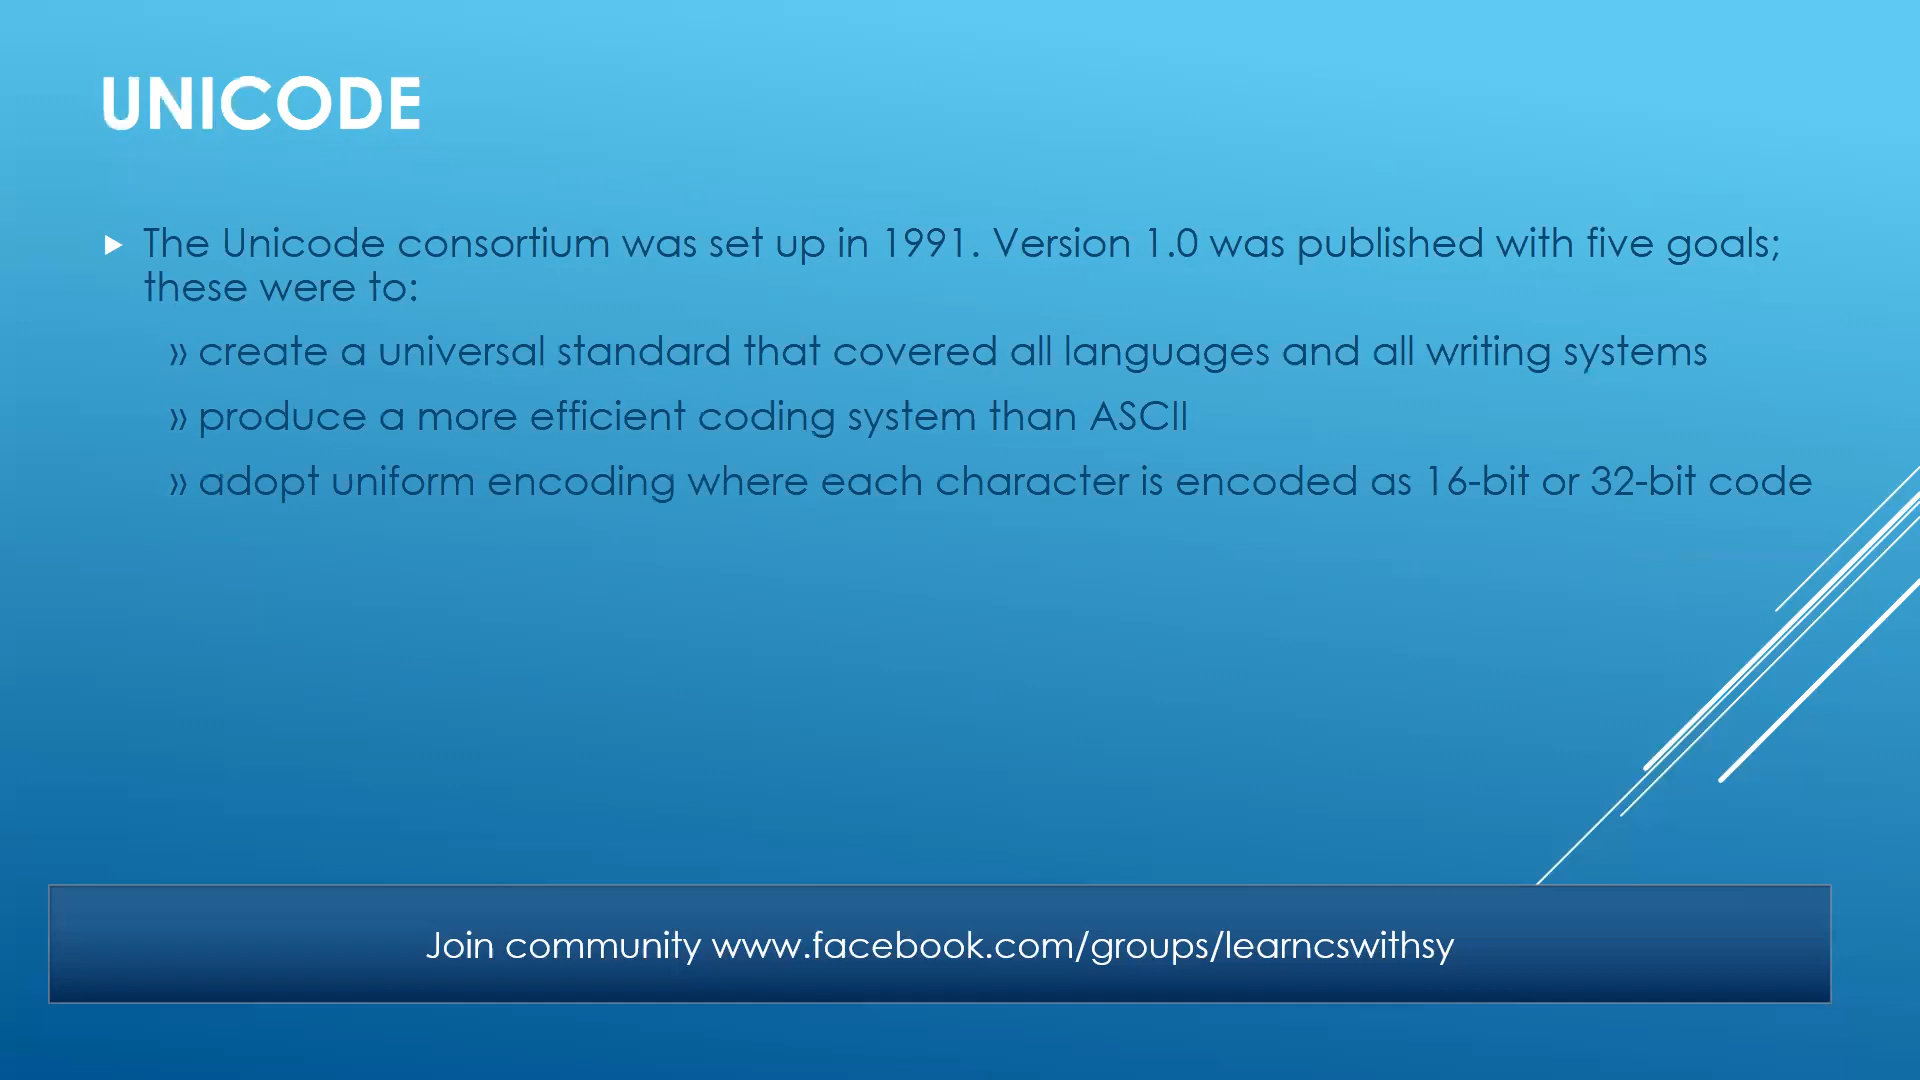 UNICODE
The Unicode consortium was set up in 1991. Version 1.0 was published with five goals;
these were to:
» create a universal standard that covered all languages and all writing systems
» produce a more efficient coding system than ASCII
» adopt uniform encoding where each character is encoded as 16-bit or 32-bit code
Join community www.facebook.com/groups/learncswithsy